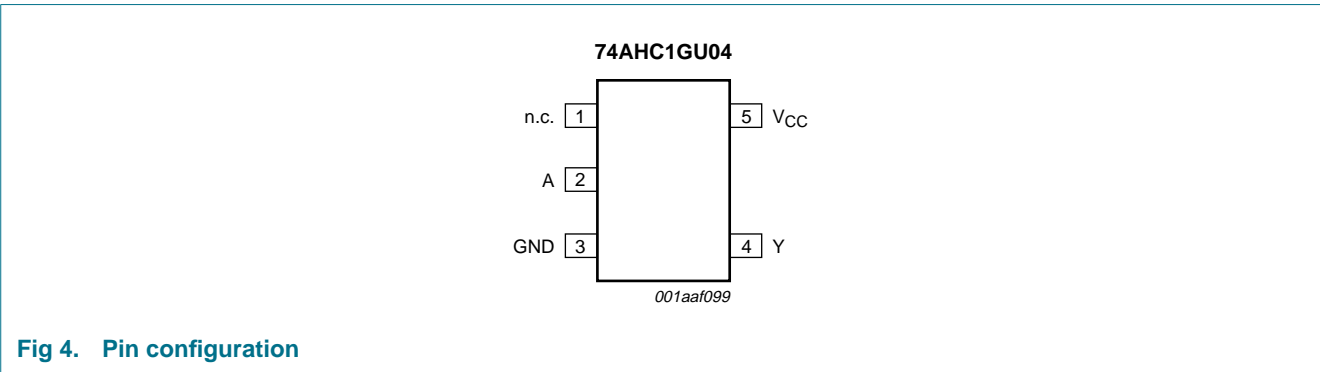 74AHC1GU04
n.c. 1
5 VCC
A 2
GND 3
4 Y
001aaf099
Fig 4. Pin configuration